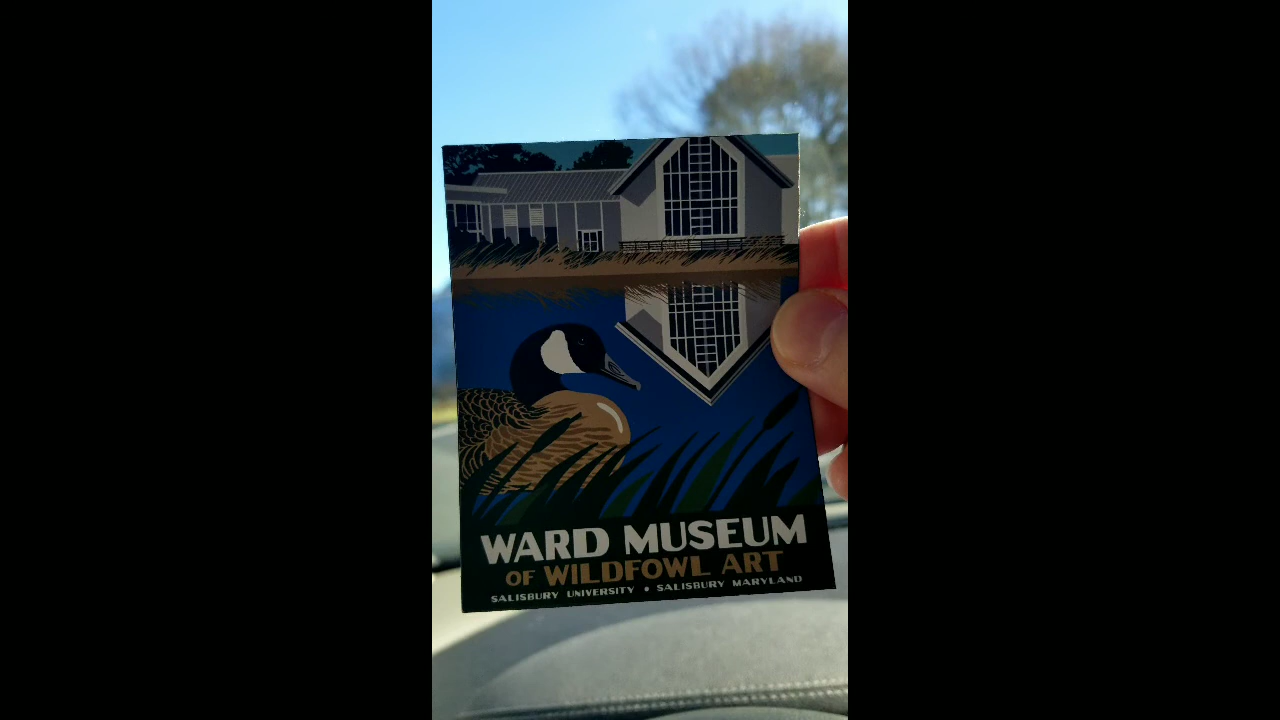 WARD MUSEUM
OF WILDFOWL ART
SALISBURY UNIVERSITY • SALISBURY MARYLAND